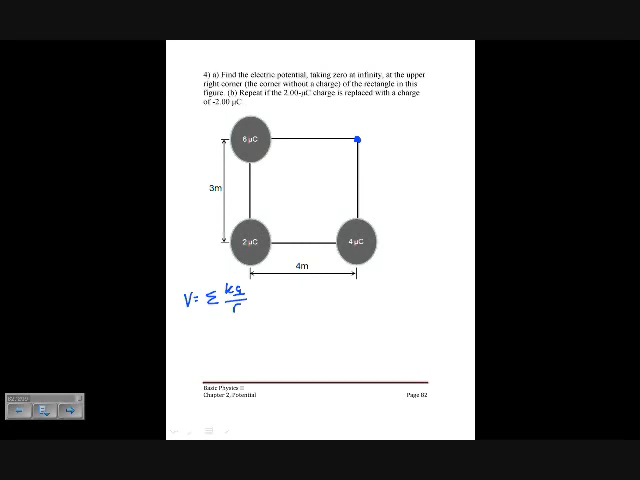 4) a) Find the electric potential, taking zero at infinity, at the upper
right corner (the corner without a charge) of the rectangle in this
figure. (b) Repeat if the 2.00-μC charge is replaced with a charge
of -2.00 μC
6 μC
3m
2 μC
4 μC
4m
V= Σ kq/r
Basic Physics II
Chapter 2, Potential
Page 82